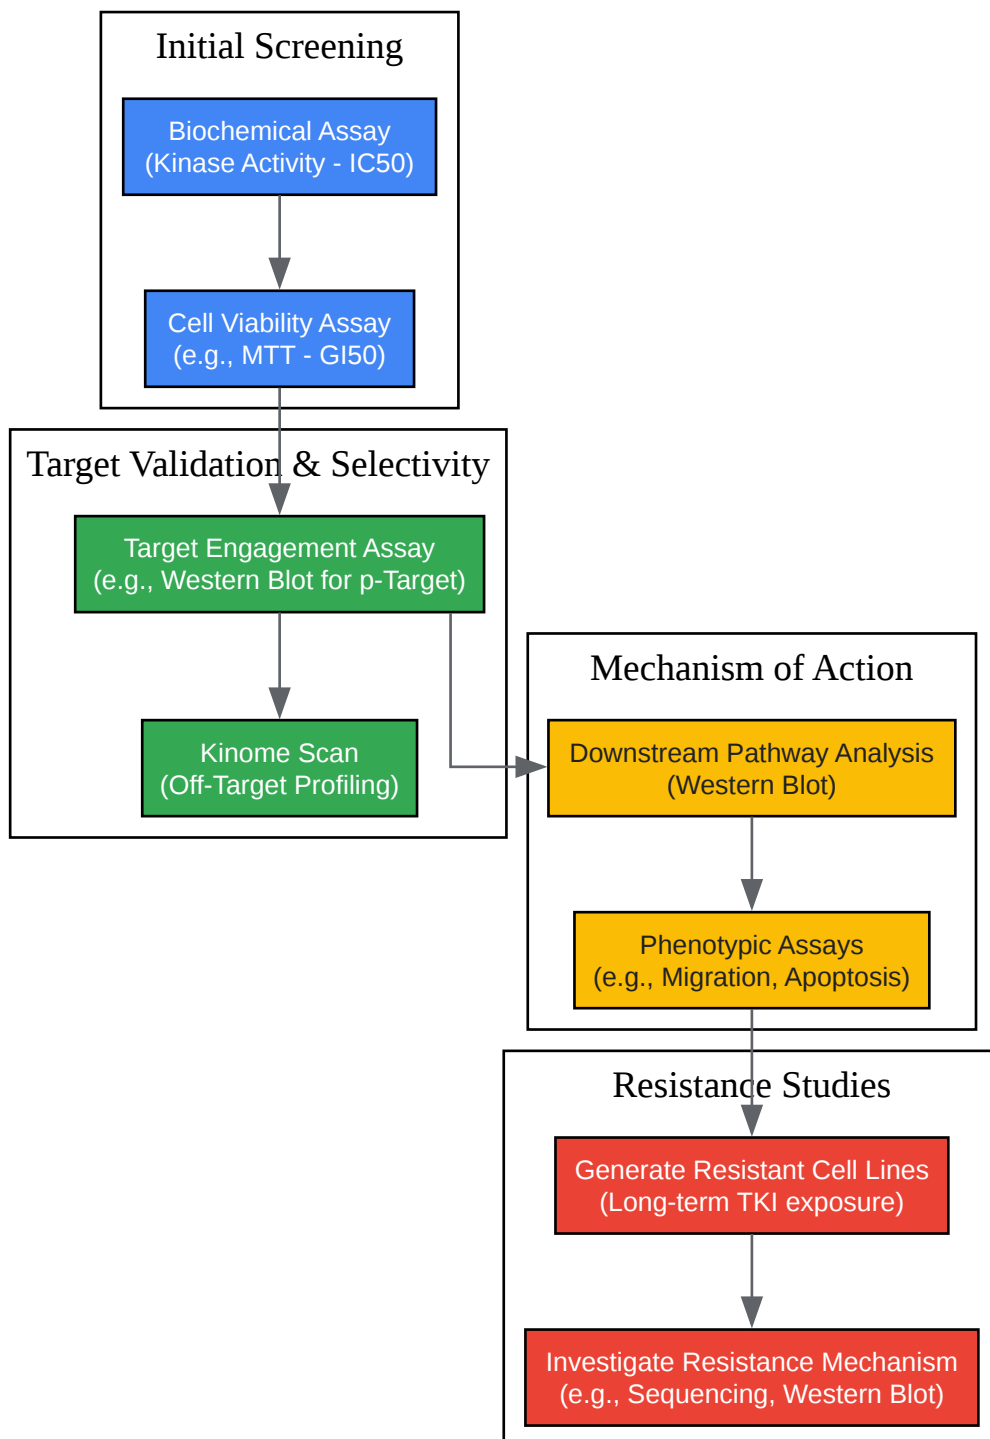 Initial Screening
Biochemical Assay
(Kinase Activity - IC50)
Cell Viability Assay
(e.g., MTT - GI50)
Target Validation & Selectivity
Target Engagement Assay
(e.g., Western Blot for p-Target)
Kinome Scan
(Off-Target Profiling)
Mechanism of Action
Downstream Pathway Analysis
(Western Blot)
Phenotypic Assays
(e.g., Migration, Apoptosis)
Resistance Studies
Generate Resistant Cell Lines
(Long-term TKI exposure)
Investigate Resistance Mechanism
(e.g., Sequencing, Western Blot)